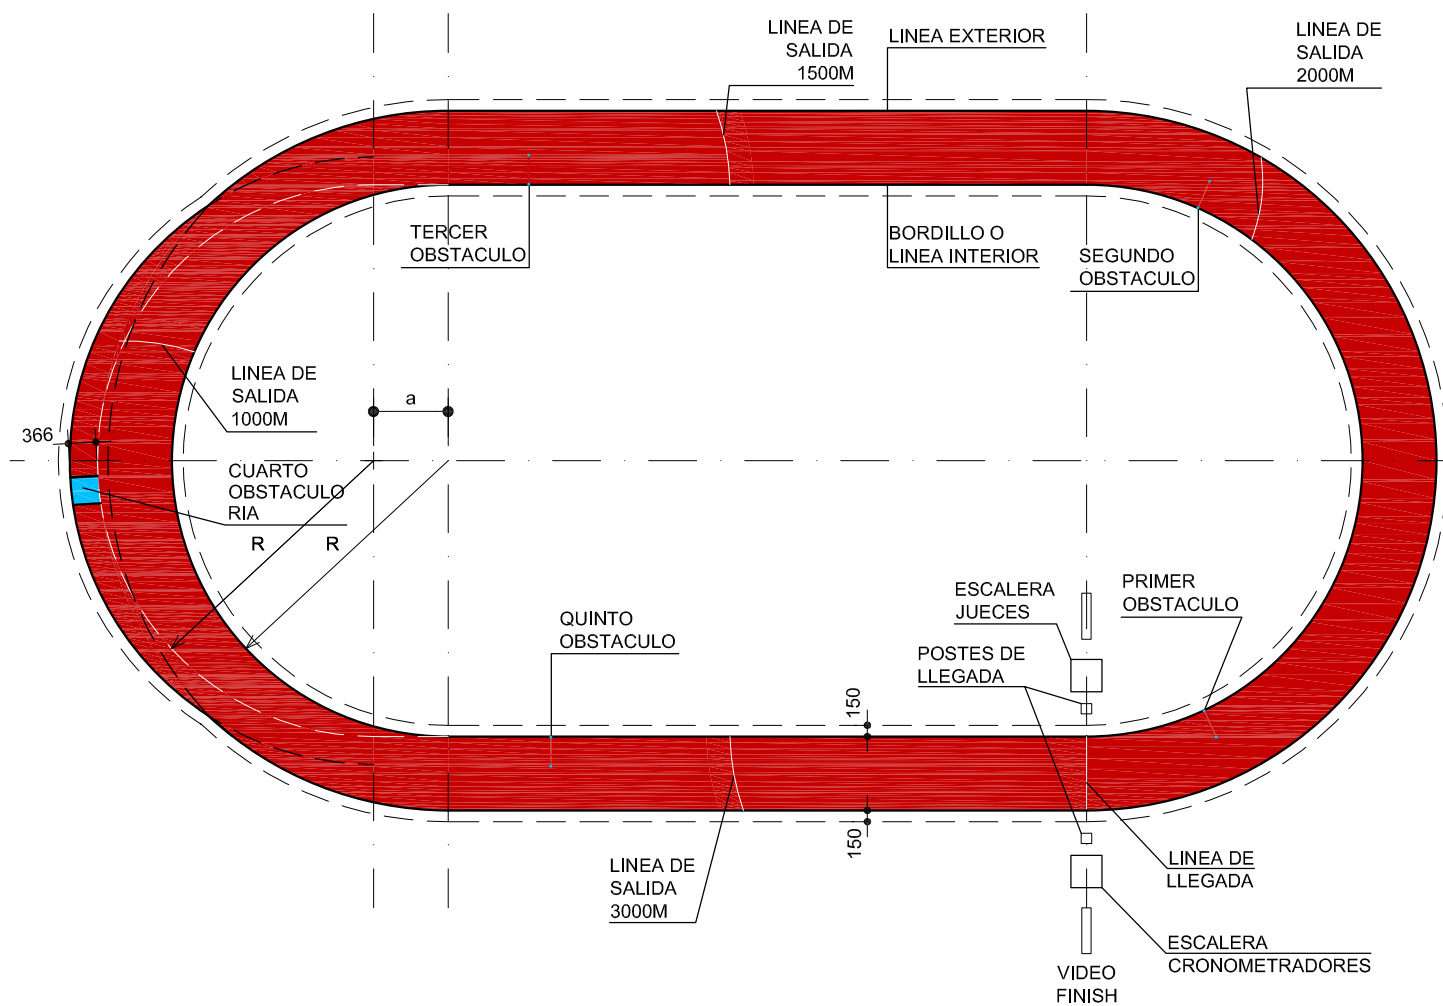 LINEA DE
SALIDA
1500M
LINEA EXTERIOR
LINEA DE
SALIDA
2000M
TERCER
OBSTACULO
BORDILLO O
LINEA INTERIOR
SEGUNDO
OBSTACULO
LINEA DE
SALIDA
1000M
a
366
CUARTO
OBSTACULO
RIA
R
R
QUINTO
OBSTACULO
ESCALERA
JUECES
PRIMER
OBSTACULO
POSTES DE
LLEGADA
150
150
LINEA DE
SALIDA
3000M
LINEA DE
LLEGADA
ESCALERA
CRONOMETRADORES
VIDEO
FINISH